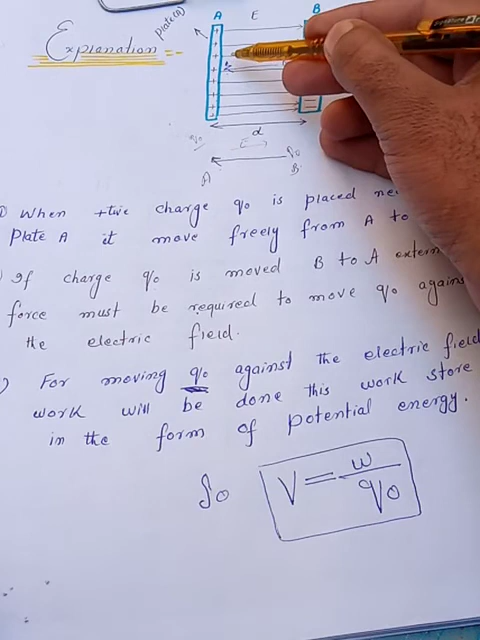 plate(s)
A E B
Explanation
d
q₀ E q₀
A B
When +tive charge q₀ is placed ne
Plate A it move freely from A to
If charge q₀ is moved B to A extern
force must be required to move q₀ agains
the electric field.
For moving q₀ against the electric field
work will be done this work store
in the form of potential energy.
So V = w/q₀